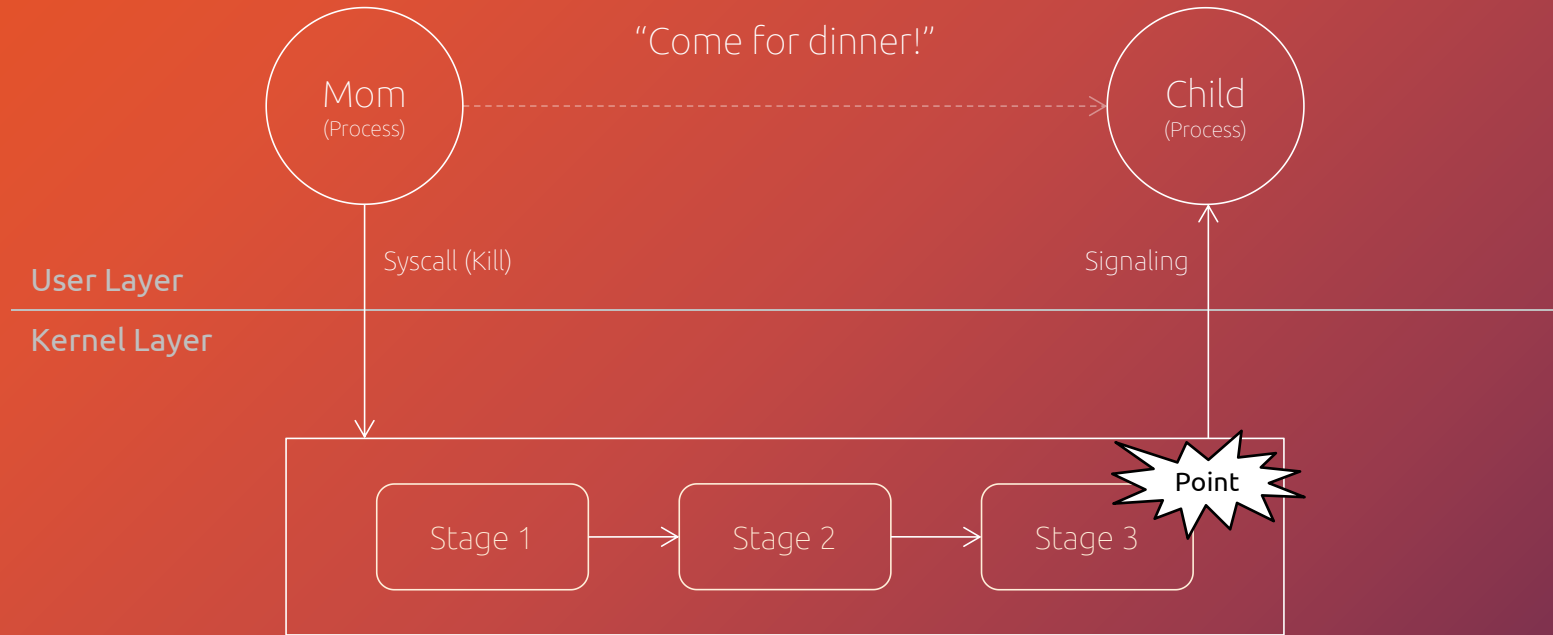 “Come for dinner!”
Mom
(Process)
Child
(Process)
Syscall (Kill)
Signaling
User Layer
Kernel Layer
Point
Stage 1
Stage 2
Stage 3